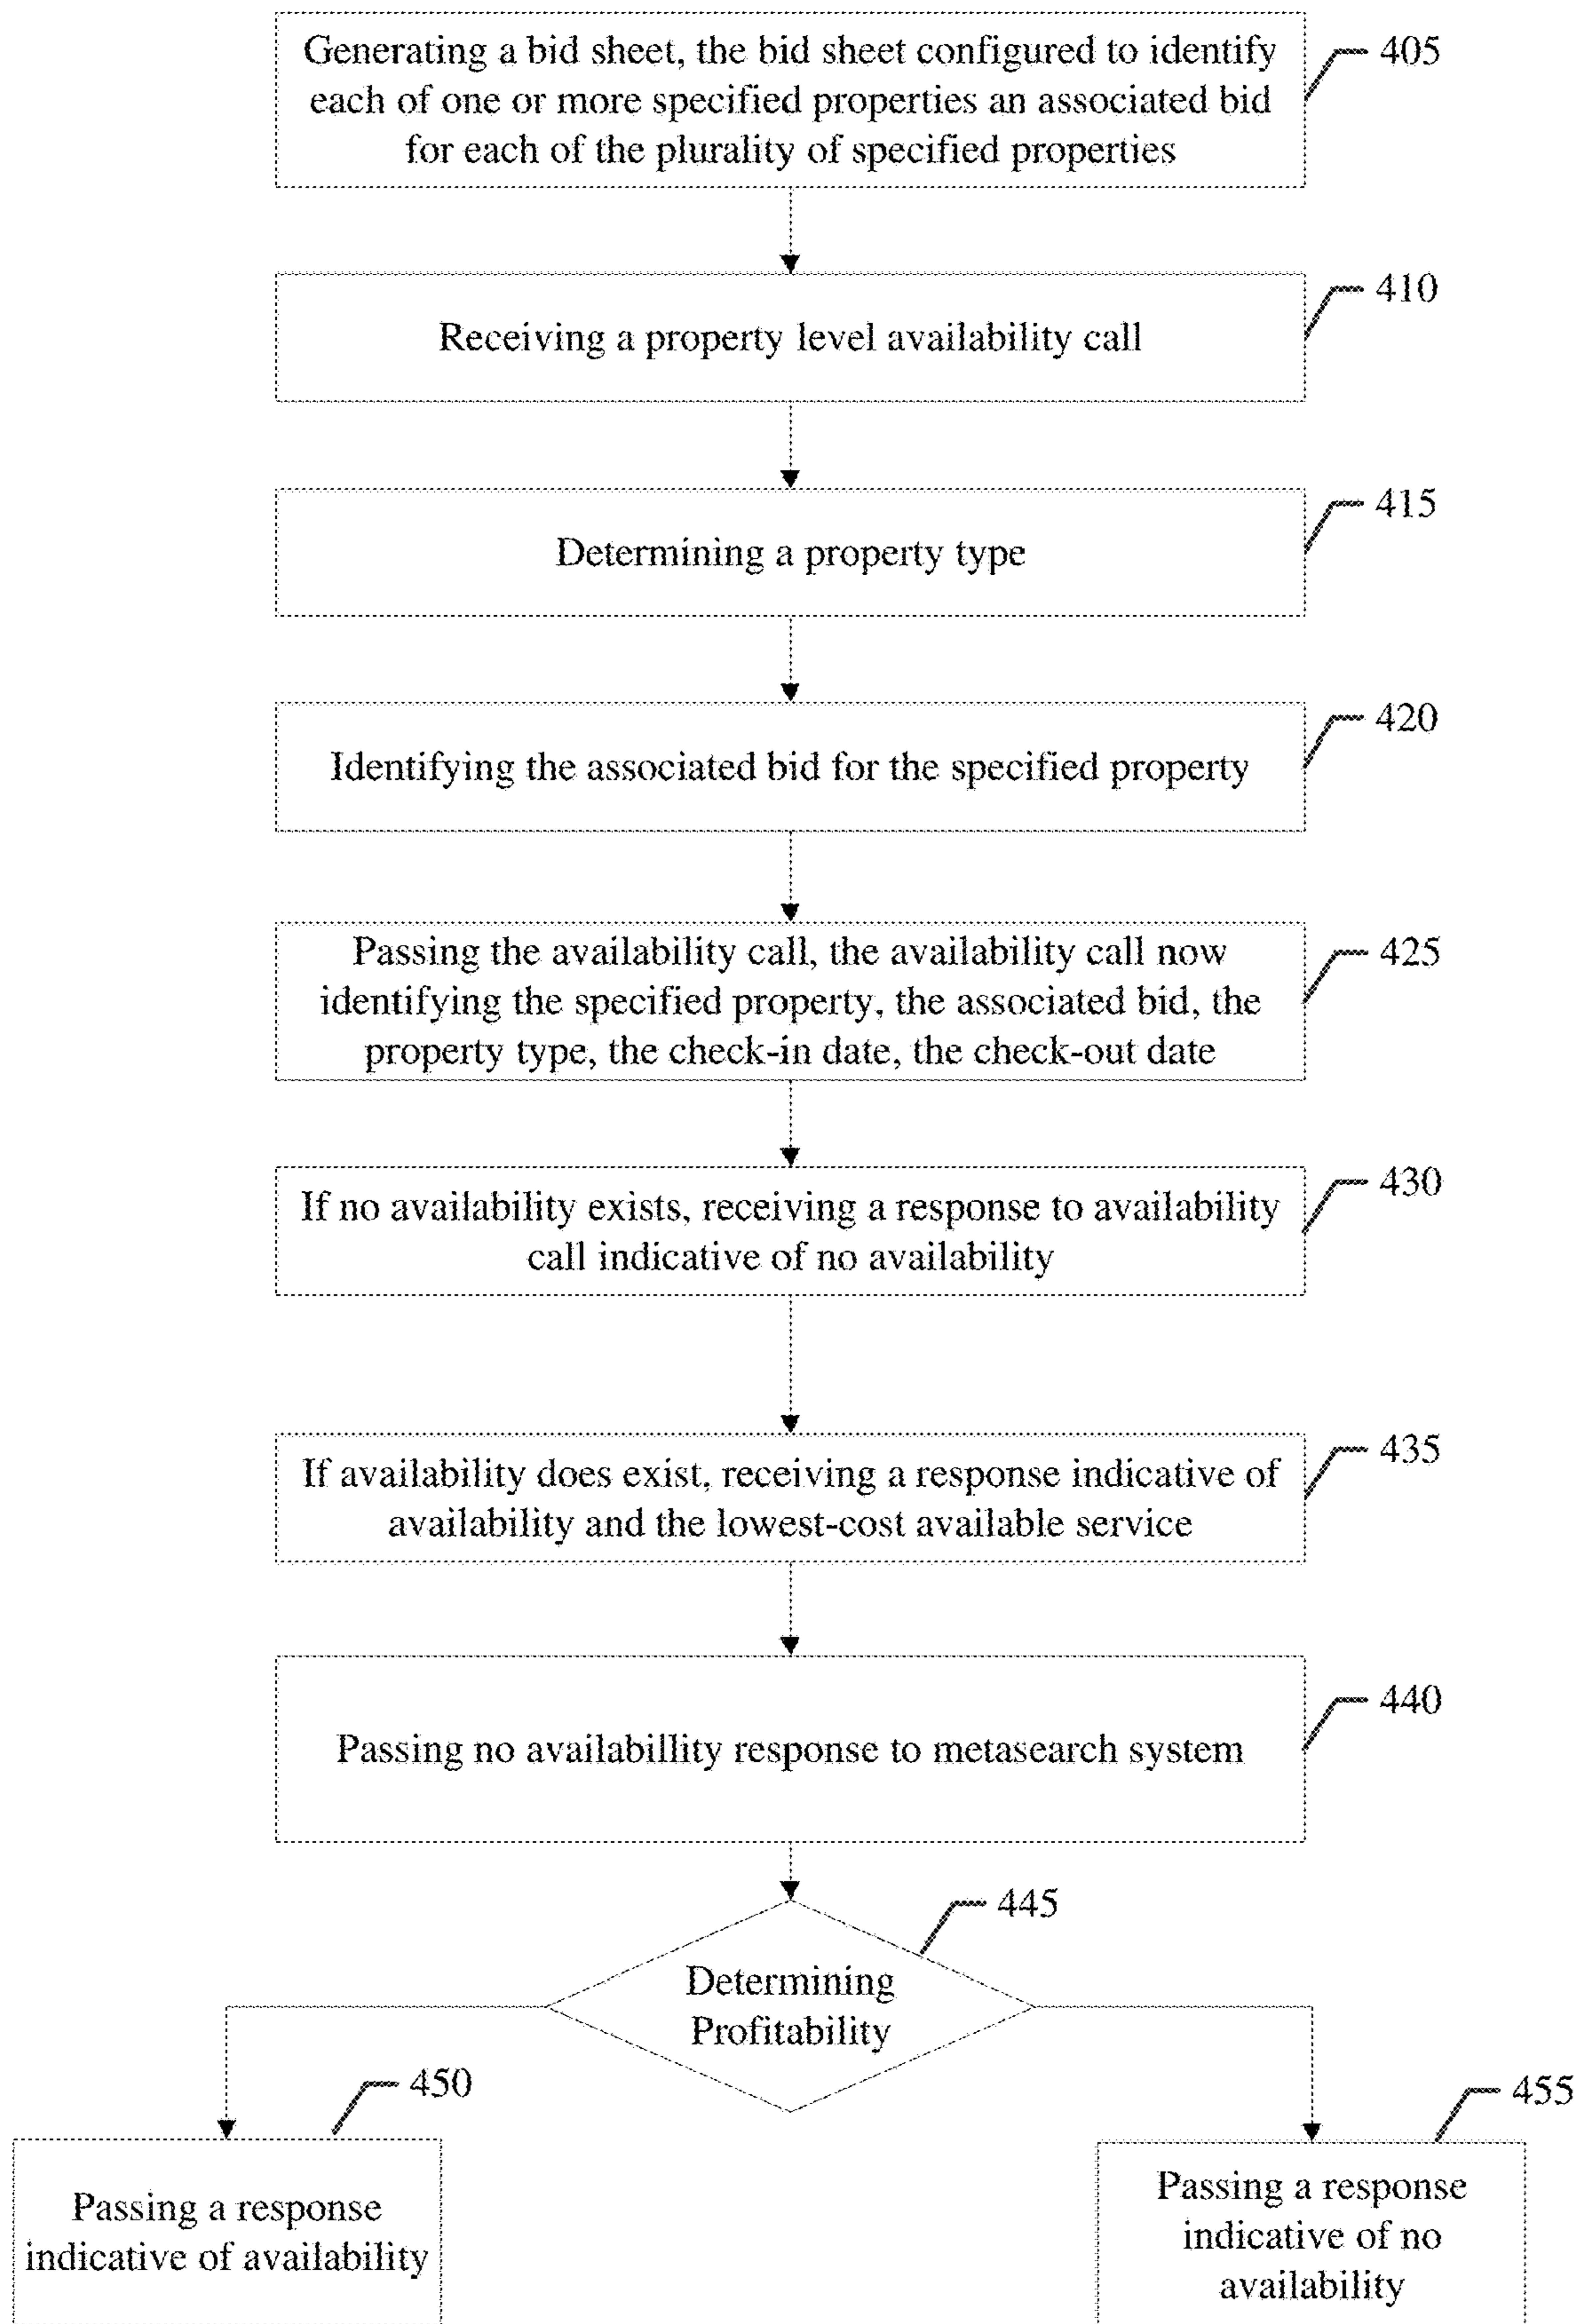 Generating a bid sheet, the bid sheet configured to identify
each of one or more specified properties an associated bid
for each of the plurality of specified properties
405
Receiving a property level availability call
410
Determining a property type
415
Identifying the associated bid for the specified property
420
Passing the availability call, the availability call now
identifying the specified property, the associated bid, the
property type, the check-in date, the check-out date
425
If no availability exists, receiving a response to availability
call indicative of no availability
430
If availability does exist, receiving a response indicative of
availability and the lowest-cost available service
435
Passing no availabillity response to metasearch system
440
445
Determining
Profitability
450
Passing a response
indicative of availability
455
Passing a response
indicative of no
availability